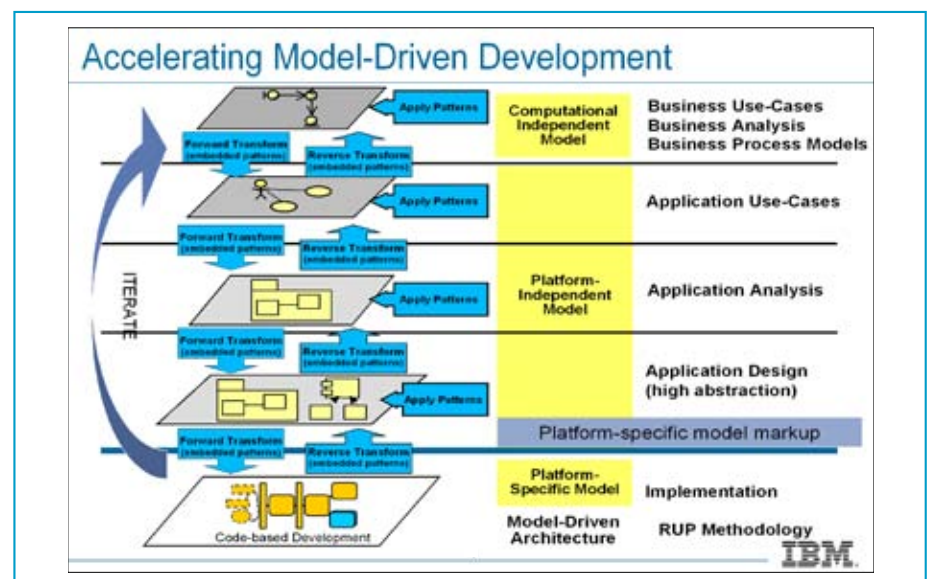 Accelerating Model-Driven Development
Apply Patterns
Computational
Independent
Model
Business Use-Cases
Business Analysis
Business Process Models
Forward Transform
(embedded patterns)
Reverse Transform
(embedded patterns)
Apply Patterns
Application Use-Cases
Forward Transform
(embedded patterns)
Reverse Transform
(embedded patterns)
ITERATE
Apply Patterns
Platform-
Independent
Model
Application Analysis
Forward Transform
(embedded patterns)
Reverse Transform
(embedded patterns)
Apply Patterns
Application Design
(high abstraction)
Platform-specific model markup
Forward Transform
(embedded patterns)
Reverse Transform
(embedded patterns)
Code-based Development
Platform-
Specific Model
Implementation
Model-Driven
Architecture
RUP Methodology
IBM.